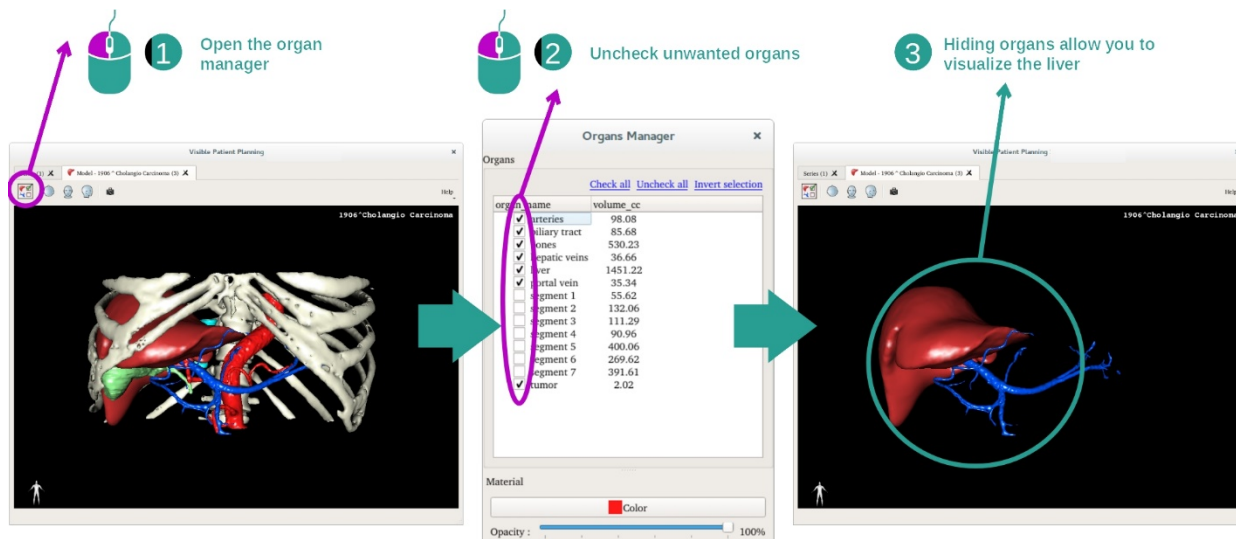 1 Open the organ
manager
2 Uncheck unwanted organs
3 Hiding organs allow you to
visualize the liver
Visible Patient Planning
(1)
Model - 1906 ^ Cholangio Carcinoma (3)
Help
1906^Cholangio Carcinoma
Organs Manager
Organs
Check all Uncheck all Invert selection
organ_name volume_cc
arteries 98.08
biliary tract 85.68
bones 530.23
hepatic veins 36.66
liver 1451.22
portal vein 35.34
segment 1 55.62
segment 2 132.06
segment 3 111.29
segment 4 90.96
segment 5 400.06
segment 6 269.62
segment 7 391.61
tumor 2.02
Material
Color
Opacity : 100%
Visible Patient Planning
Series (1) Model - 1906 ^ Cholangio Carcinoma (3)
Help
1906^Cholangio Carcinoma